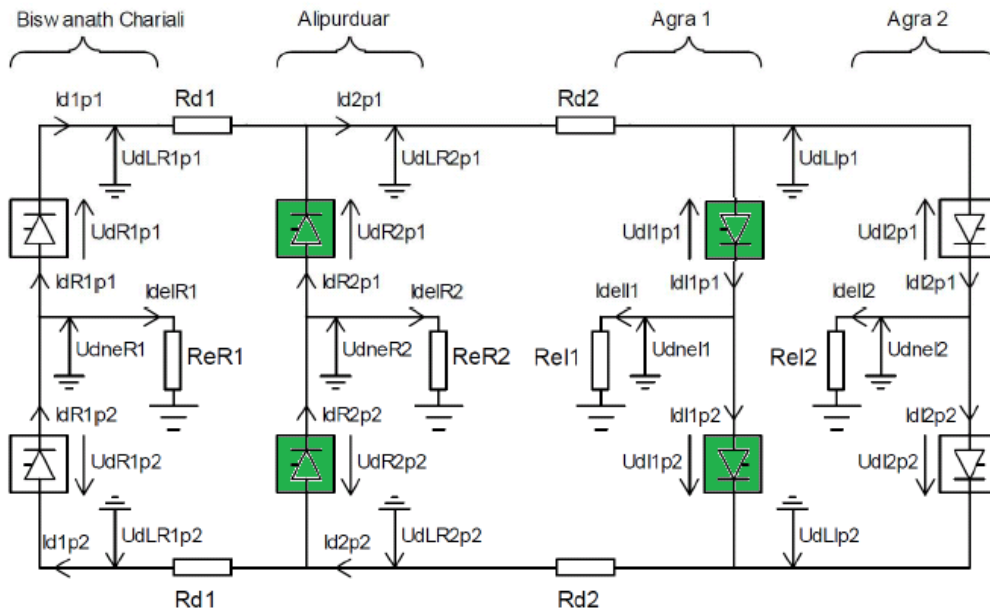 Biswanath Chariali Alipurduar Agra 1 Agra 2
Id1p1 Rd1 Id2p1 Rd2
UdLR1p1 UdLR2p1 UdLIp1
UdR1p1 UdR2p1 UdI1p1 UdI2p1
IdR1p1 IdelR1 IdR2p1 IdelR2 IdelI1 IdI1p1 IdelI2 IdI2p1
UdneR1 ReR1 UdneR2 ReR2 ReI1 UdneI1 ReI2 UdneI2
IdR1p2 IdR2p2 IdI1p2 IdI2p2
UdR1p2 UdR2p2 UdI1p2 UdI2p2
Id1p2 UdLR1p2 Id2p2 UdLR2p2 UdLIp2
Rd1 Rd2